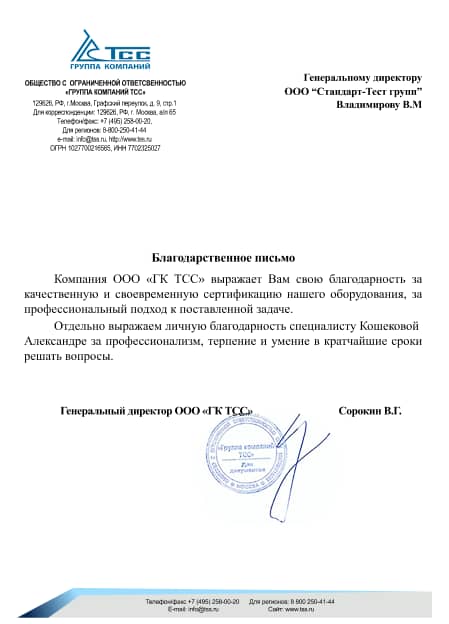 ТСС
ГРУППА КОМПАНИЙ
ОБЩЕСТВО С ОГРАНИЧЕННОЙ ОТВЕТСВЕННОСТЬЮ
«ГРУППА КОМПАНИЙ ТСС»
129626, РФ, г.Москва, Графский переулок, д. 9, стр.1
Для корреспонденции: 129626, РФ, г. Москва, а/я 65
Телефон/факс: +7 (495) 258-00-20,
Для регионов: 8-800-250-41-44
e-mail: info@tss.ru, http://www.tss.ru
ОГРН 1027700216565, ИНН 7702325027
Генеральному директору
ООО “Стандарт-Тест групп”
Владимирову В.М
Благодарственное письмо
Компания ООО «ГК ТСС» выражает Вам свою благодарность за
качественную и своевременную сертификацию нашего оборудования, за
профессиональный подход к поставленной задаче.
Отдельно выражаем личную благодарность специалисту Кошековой
Александре за профессионализм, терпение и умение в кратчайшие сроки
решать вопросы.
Генеральный директор ООО «ГК ТСС» Сорокин В.Г.
«Группа компаний
ТСС»
Для
документов
Телефон/факс +7 (495) 258-00-20 Для регионов: 8 800 250-41-44
E-mail: info@tss.ru Сайт: www.tss.ru